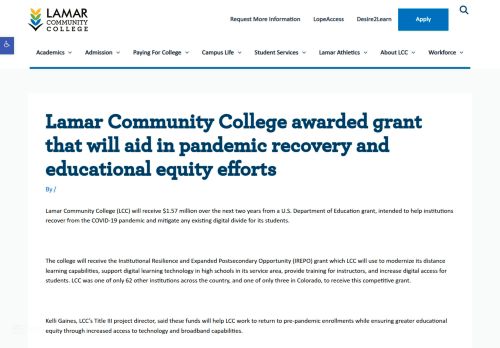 LAMAR
COMMUNITY
COLLEGE
Request More Information LopeAccess Desire2Learn Apply
Academics Admission Paying For College Campus Life Student Services Lamar Athletics About LCC Workforce
Lamar Community College awarded grant
that will aid in pandemic recovery and
educational equity efforts
By /
Lamar Community College (LCC) will receive $1.57 million over the next two years from a U.S. Department of Education grant, intended to help institutions
recover from the COVID-19 pandemic and mitigate any existing digital divide for its students.
The college will receive the Institutional Resilience and Expanded Postsecondary Opportunity (IREPO) grant which LCC will use to modernize its distance
learning capabilities, support digital learning technology in high schools in its service area, provide training for instructors, and increase digital access for
students. LCC was one of only 62 other institutions across the country, and one of only three in Colorado, to receive this competitive grant.
Kelli Gaines, LCC's Title III project director, said these funds will help LCC work to return to pre-pandemic enrollments while ensuring greater educational
equity through increased access to technology and broadband capabilities.